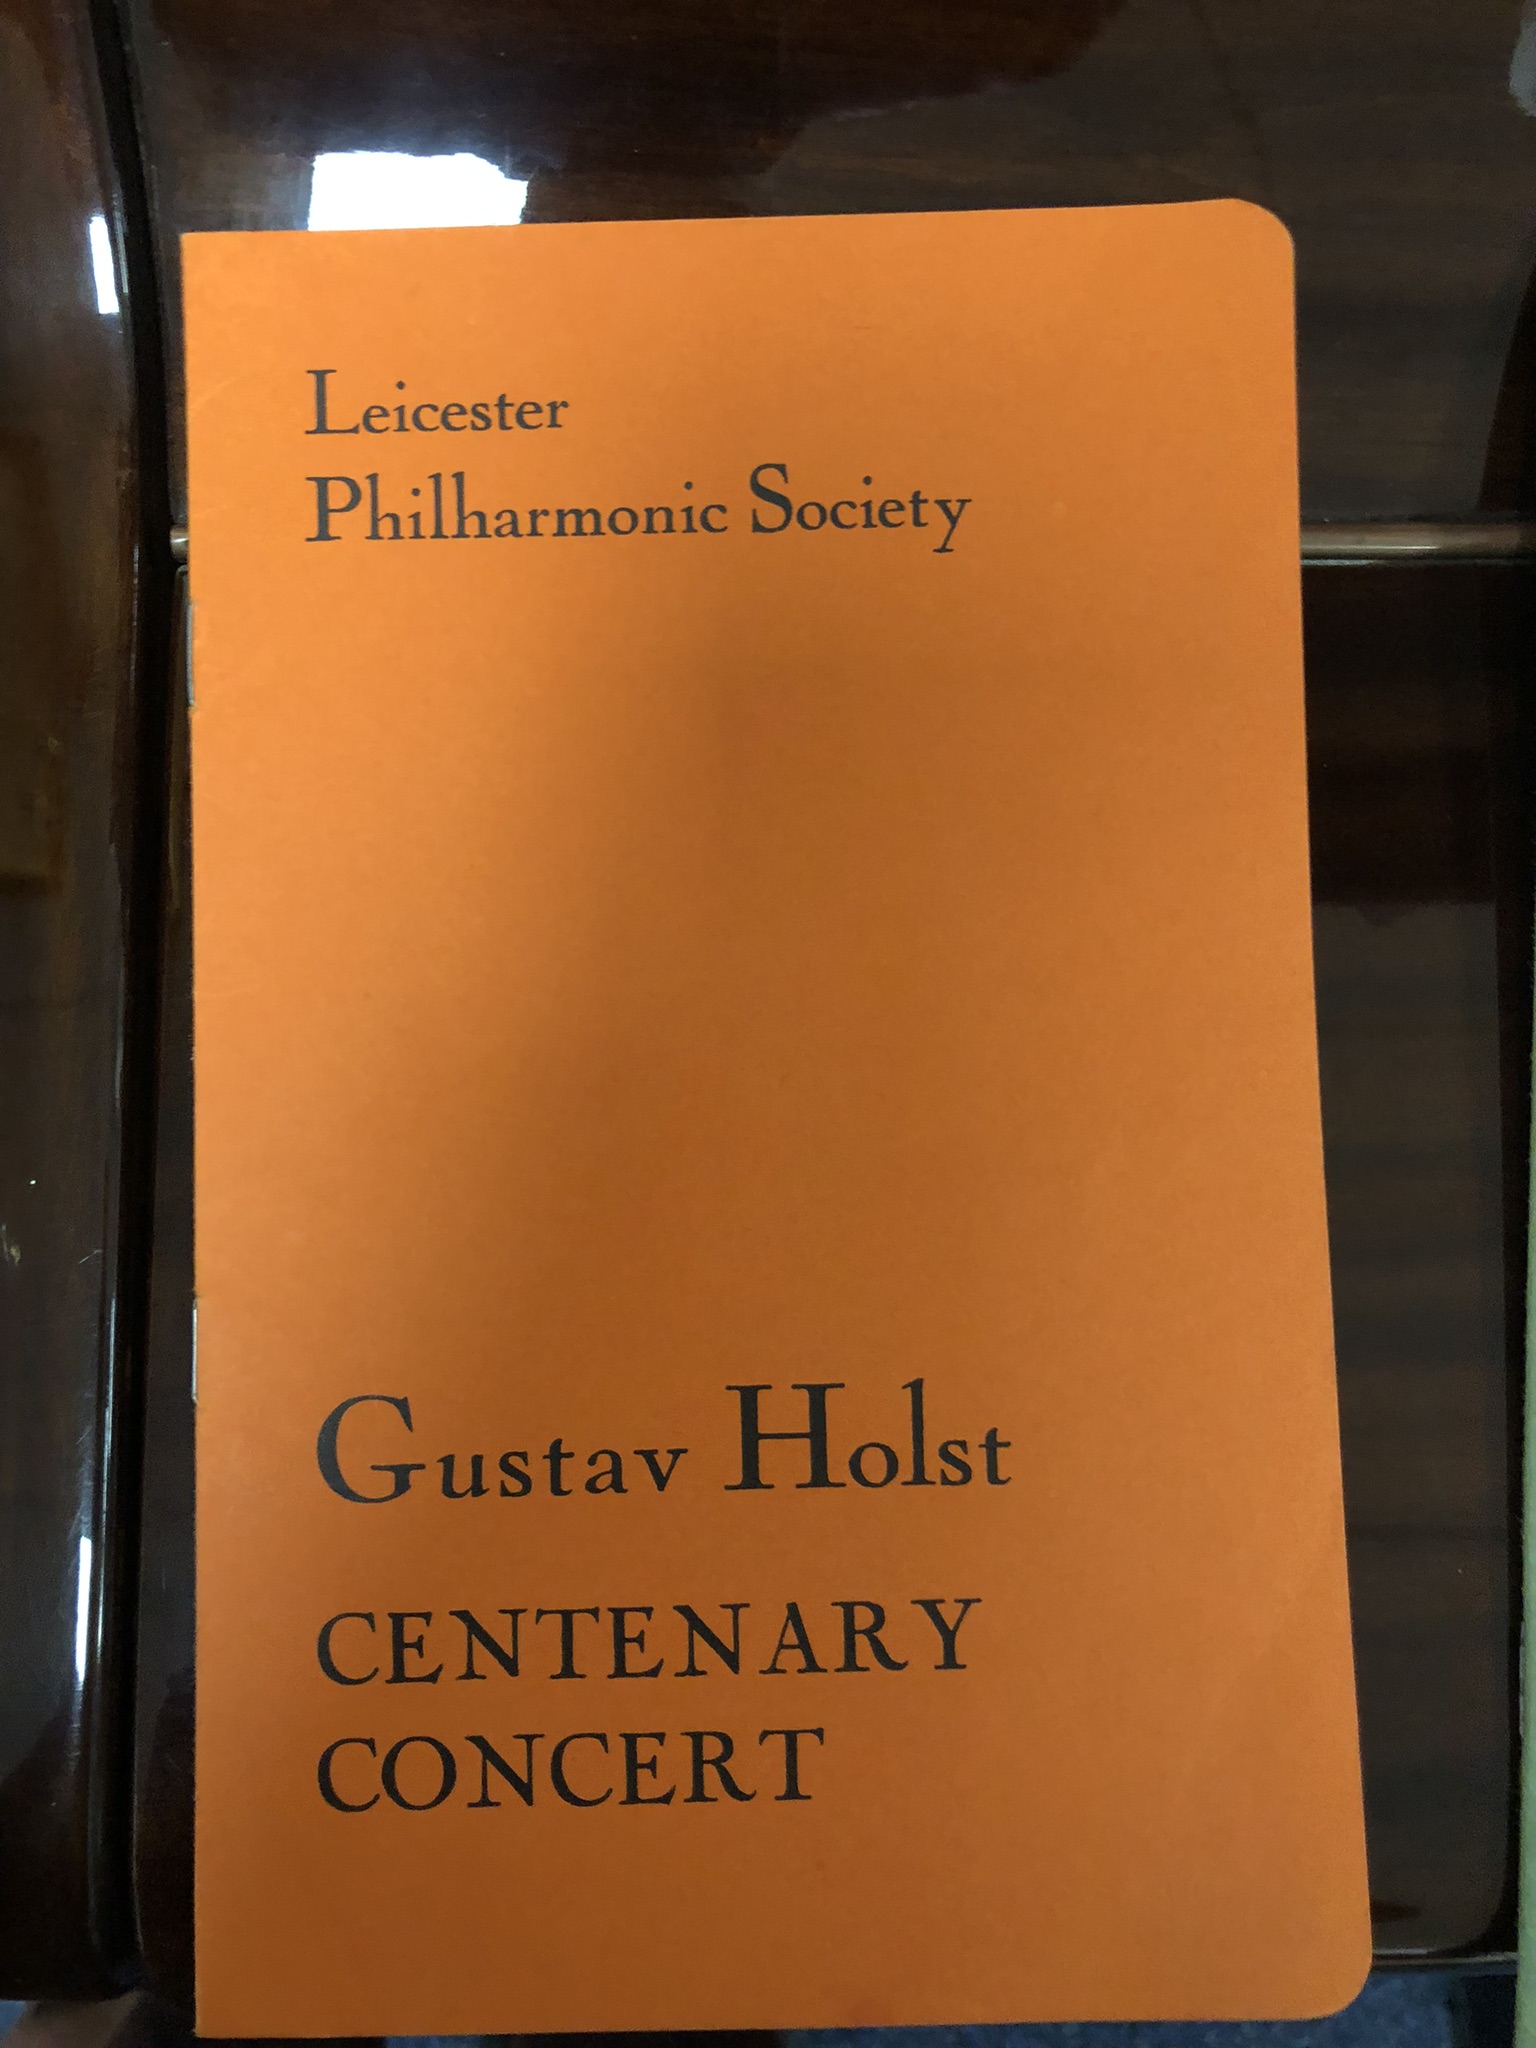 Leicester
Philharmonic Society
Gustav Holst
CENTENARY
CONCERT